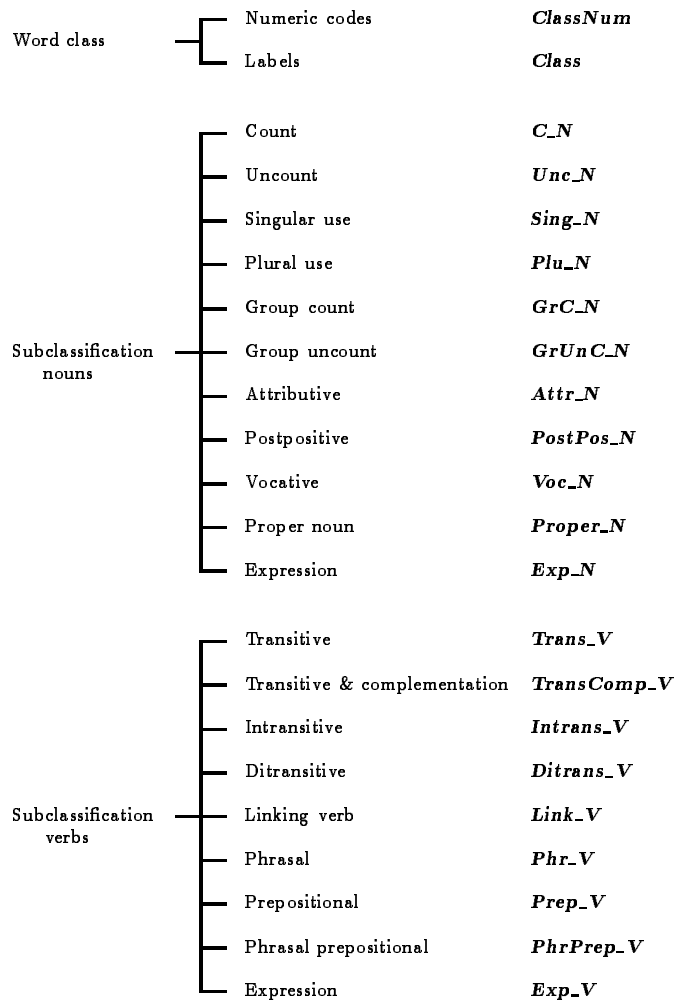 Numeric codes ClassNum
Word class
Labels Class
Count C_N
Uncount Unc_N
Singular use Sing_N
Plural use Plu_N
Group count GrC_N
Subclassification Group uncount GrUnC_N
nouns
Attributive Attr_N
Postpositive PostPos_N
Vocative Voc_N
Proper noun Proper_N
Expression Exp_N
Transitive Trans_V
Transitive & complementation TransComp_V
Intransitive Intrans_V
Ditransitive Ditrans_V
Subclassification Linking verb Link_V
verbs
Phrasal Phr_V
Prepositional Prep_V
Phrasal prepositional PhrPrep_V
Expression Exp_V